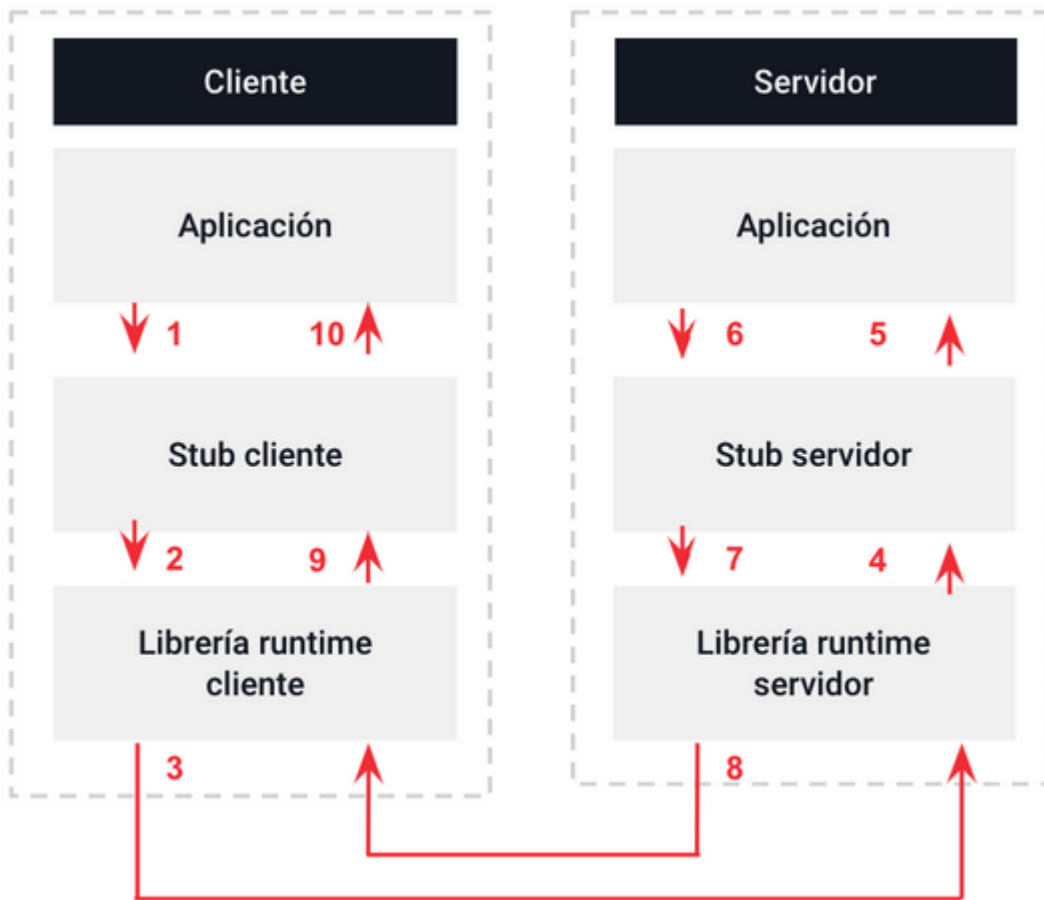 Cliente
Aplicación
1
10
Stub cliente
2
9
Librería runtime
cliente
3
Servidor
Aplicación
6
5
Stub servidor
7
4
Librería runtime
servidor
8